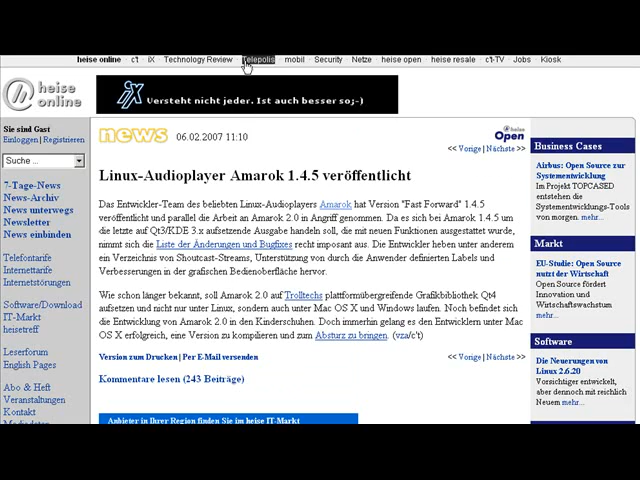 heise online · c't · iX · Technology Review · Telepolis · mobil · Security · Netze · heise open · heise resale · c't-TV · Jobs · Kiosk
heise online
iX Versteht nicht jeder. Ist auch besser so;-)
Sie sind Gast
Einloggen | Registrieren
Suche ...
7-Tage-News
News-Archiv
News unterwegs
Newsletter
News einbinden
Telefontarife
Internettarife
Internetstörungen
Software/Download
IT-Markt
heisetreff
Leserforum
English Pages
Abo & Heft
Veranstaltungen
Kontakt
news 06.02.2007 11:10
heise Open
<< Vorige | Nächste >>
Linux-Audioplayer Amarok 1.4.5 veröffentlicht
Das Entwickler-Team des beliebten Linux-Audioplayers Amarok hat Version "Fast Forward" 1.4.5
veröffentlicht und parallel die Arbeit an Amarok 2.0 in Angriff genommen. Da es sich bei Amarok 1.4.5 um
die letzte auf Qt3/KDE 3.x aufsetzende Ausgabe handeln soll, die mit neuen Funktionen ausgestattet wurde,
nimmt sich die Liste der Änderungen und Bugfixes recht imposant aus. Die Entwickler heben unter anderem
ein Verzeichnis von Shoutcast-Streams, Unterstützung von durch die Anwender definierten Labels und
Verbesserungen in der grafischen Bedienoberfläche hervor.
Wie schon länger bekannt, soll Amarok 2.0 auf Trolltechs plattformübergreifende Grafikbibliothek Qt4
aufsetzen und nicht nur unter Linux, sondern auch unter Mac OS X und Windows laufen. Noch befindet sich
die Entwicklung von Amarok 2.0 in den Kinderschuhen. Doch immerhin gelang es den Entwicklern unter Mac
OS X erfolgreich, eine Version zu kompilieren und zum Absturz zu bringen. (vza/c't)
Version zum Drucken | Per E-Mail versenden
<< Vorige | Nächste >>
Kommentare lesen (243 Beiträge)
Anbieter in Ihrer Region finden Sie im heise IT-Markt
Business Cases
Airbus: Open Source zur
Systementwicklung
Im Projekt TOPCASED
entstehen die
Systementwicklungs-Tools
von morgen. mehr...
Markt
EU-Studie: Open Source
nutzt der Wirtschaft
Open Source fördert
Innovation und
Wirtschaftswachstum
mehr...
Software
Die Neuerungen von
Linux 2.6.20
Vorsichtiger entwickelt,
aber dennoch mit reichlich
Neuem mehr...